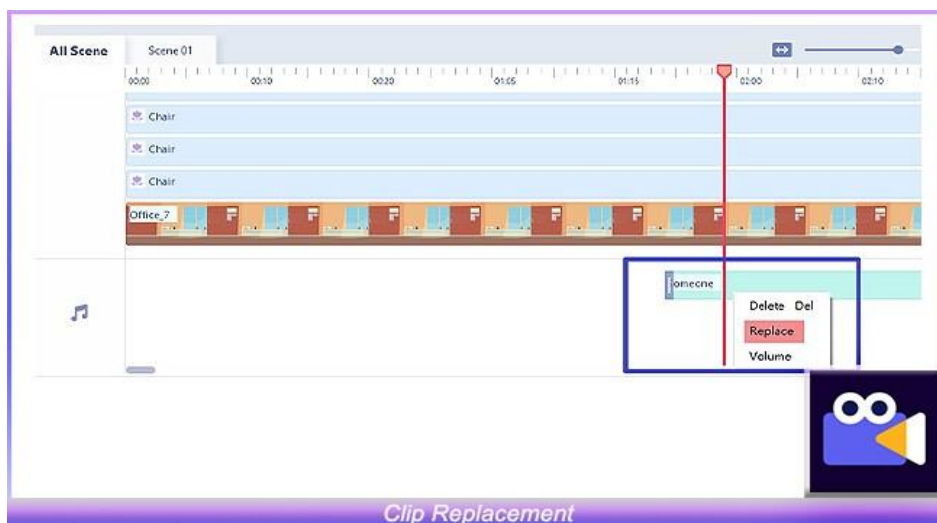 All Scene Scene 01
00:00 00:10 00:20 01:05 01:15 02:00 02:10
Chair
Chair
Chair
Office_7
omecne
Delete Del
Replace
Volume
Clip Replacement